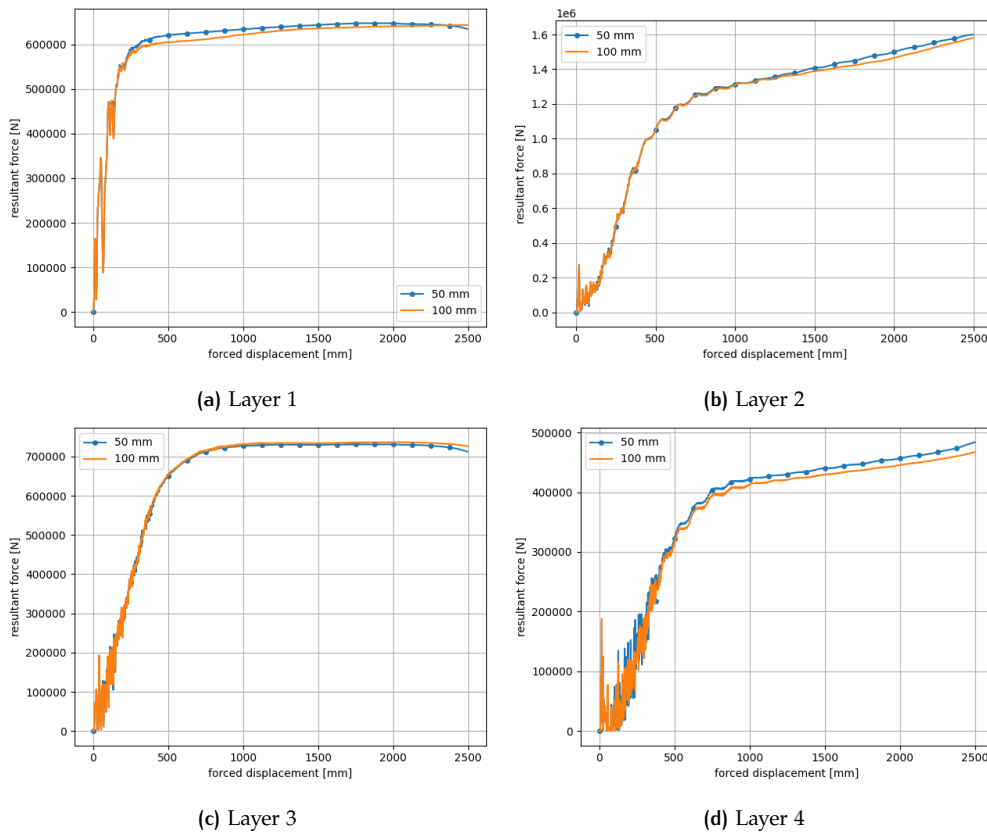 600000
500000
400000
300000
200000
100000
0
resultant force [N]
50 mm
100 mm
0 500 1000 1500 2000 2500
forced displacement [mm]
(a) Layer 1
1e6
1.6
1.4
1.2
1.0
0.8
0.6
0.4
0.2
0.0
resultant force [N]
50 mm
100 mm
0 500 1000 1500 2000 2500
forced displacement [mm]
(b) Layer 2
700000
600000
500000
400000
300000
200000
100000
0
resultant force [N]
50 mm
100 mm
0 500 1000 1500 2000 2500
forced displacement [mm]
(c) Layer 3
500000
400000
300000
200000
100000
0
resultant force [N]
50 mm
100 mm
0 500 1000 1500 2000 2500
forced displacement [mm]
(d) Layer 4